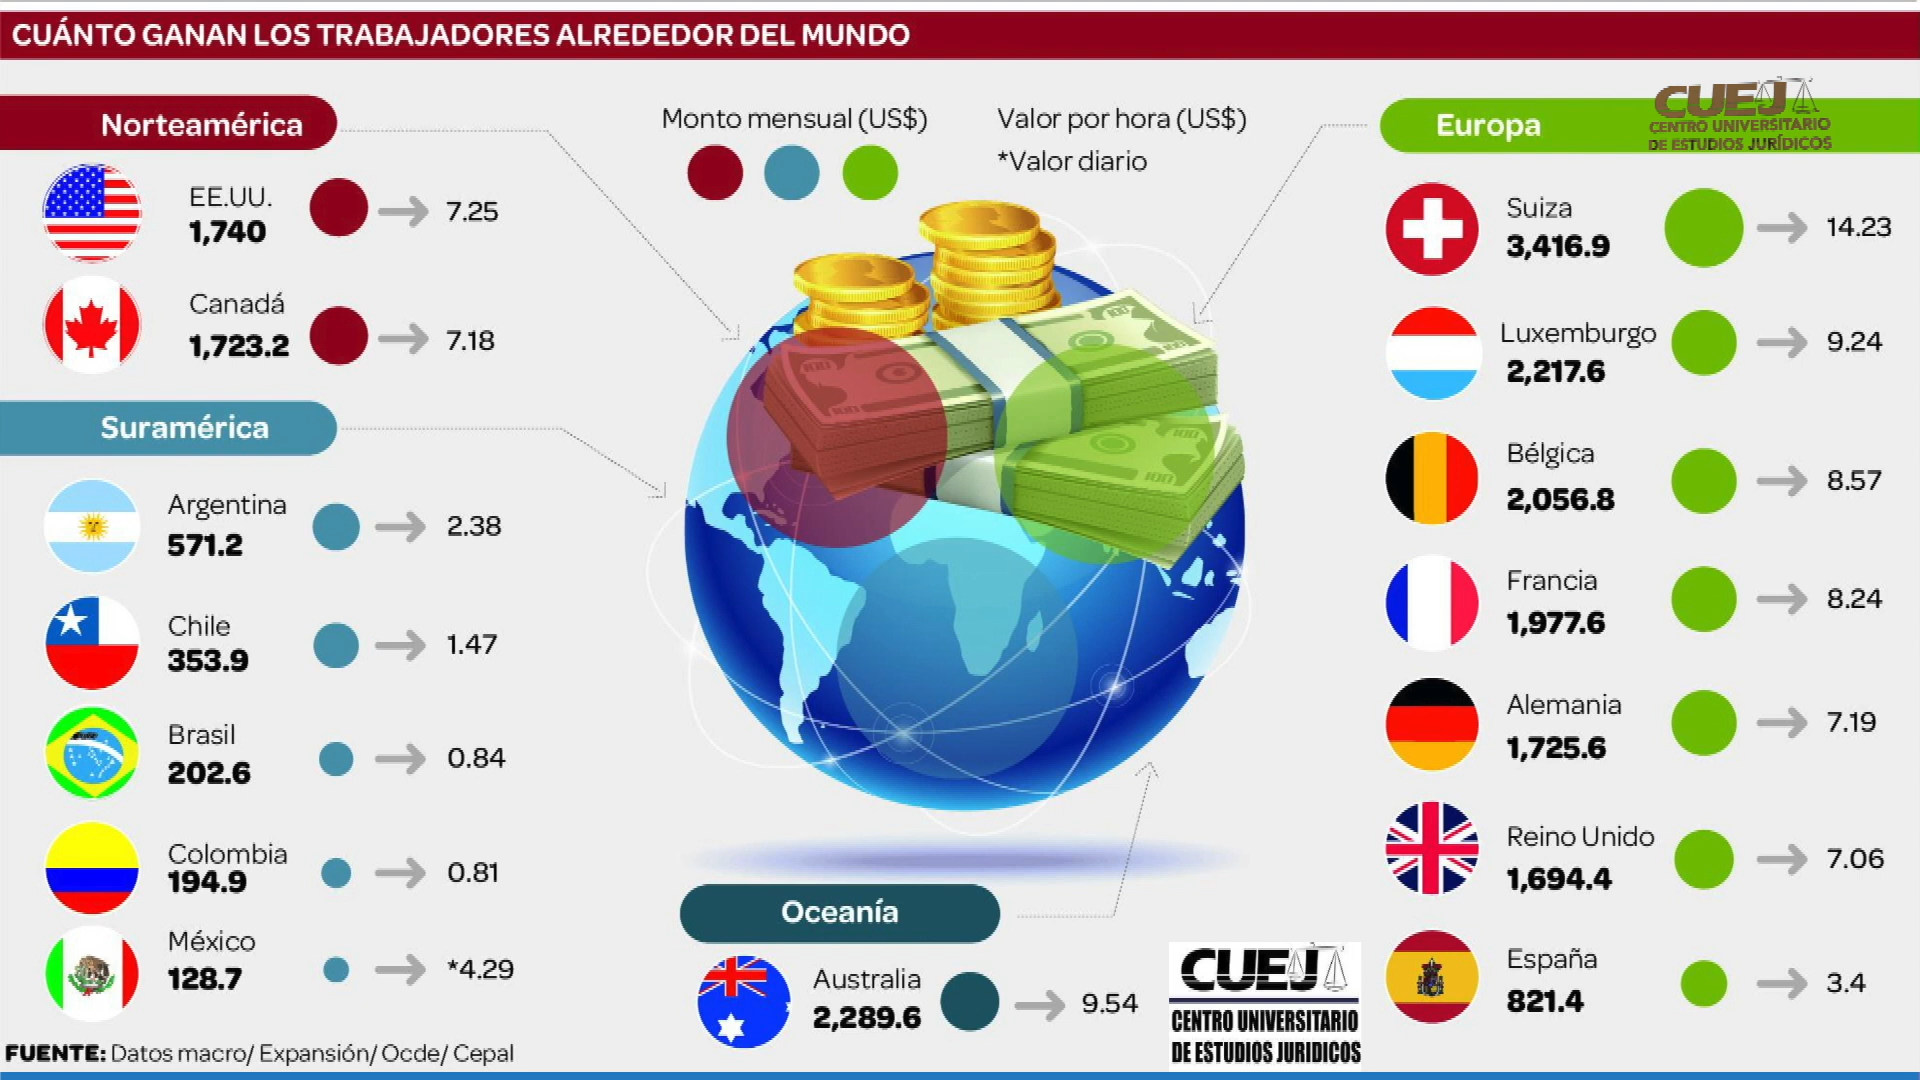 CUÁNTO GANAN LOS TRABAJADORES ALREDEDOR DEL MUNDO
Norteamérica
EE.UU.
1,740
7.25
Canadá
1,723.2
7.18
Suramérica
Argentina
571.2
2.38
Chile
353.9
1.47
Brasil
202.6
0.84
Colombia
194.9
0.81
México
128.7
*4.29
FUENTE: Datos macro/ Expansión/ Ocde/ Cepal
Monto mensual (US$)
Valor por hora (US$)
*Valor diario
100
100
100
100
100
100
Oceanía
Australia
2,289.6
9.54
CUEJ
CENTRO UNIVERSITARIO
DE ESTUDIOS JURIDICOS
Europa
CUEJ
CENTRO UNIVERSITARIO
DE ESTUDIOS JURÍDICOS
Suiza
3,416.9
14.23
Luxemburgo
2,217.6
9.24
Bélgica
2,056.8
8.57
Francia
1,977.6
8.24
Alemania
1,725.6
7.19
Reino Unido
1,694.4
7.06
España
821.4
3.4